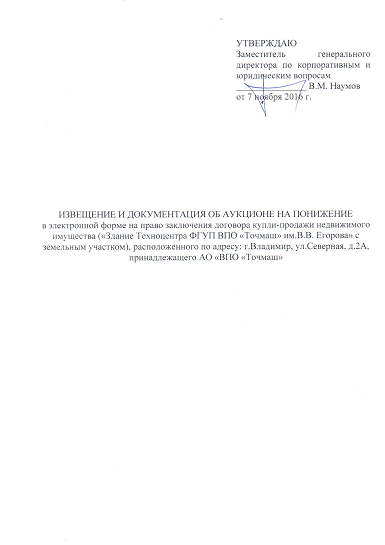 УТВЕРЖДАЮ
Заместитель генерального
директора по корпоративным и
юридическим вопросам
В.М. Наумов
от 7 ноября 2016 г.
ИЗВЕЩЕНИЕ И ДОКУМЕНТАЦИЯ ОБ АУКЦИОНЕ НА ПОНИЖЕНИЕ
в электронной форме на право заключения договора купли-продажи недвижимого
имущества («Здание Техноцентра ФГУП ВПО «Точмаш» им.В.В. Егорова» с
земельным участком), расположенного по адресу: г.Владимир, ул.Северная, д.2А,
принадлежащего АО «ВПО «Точмаш»